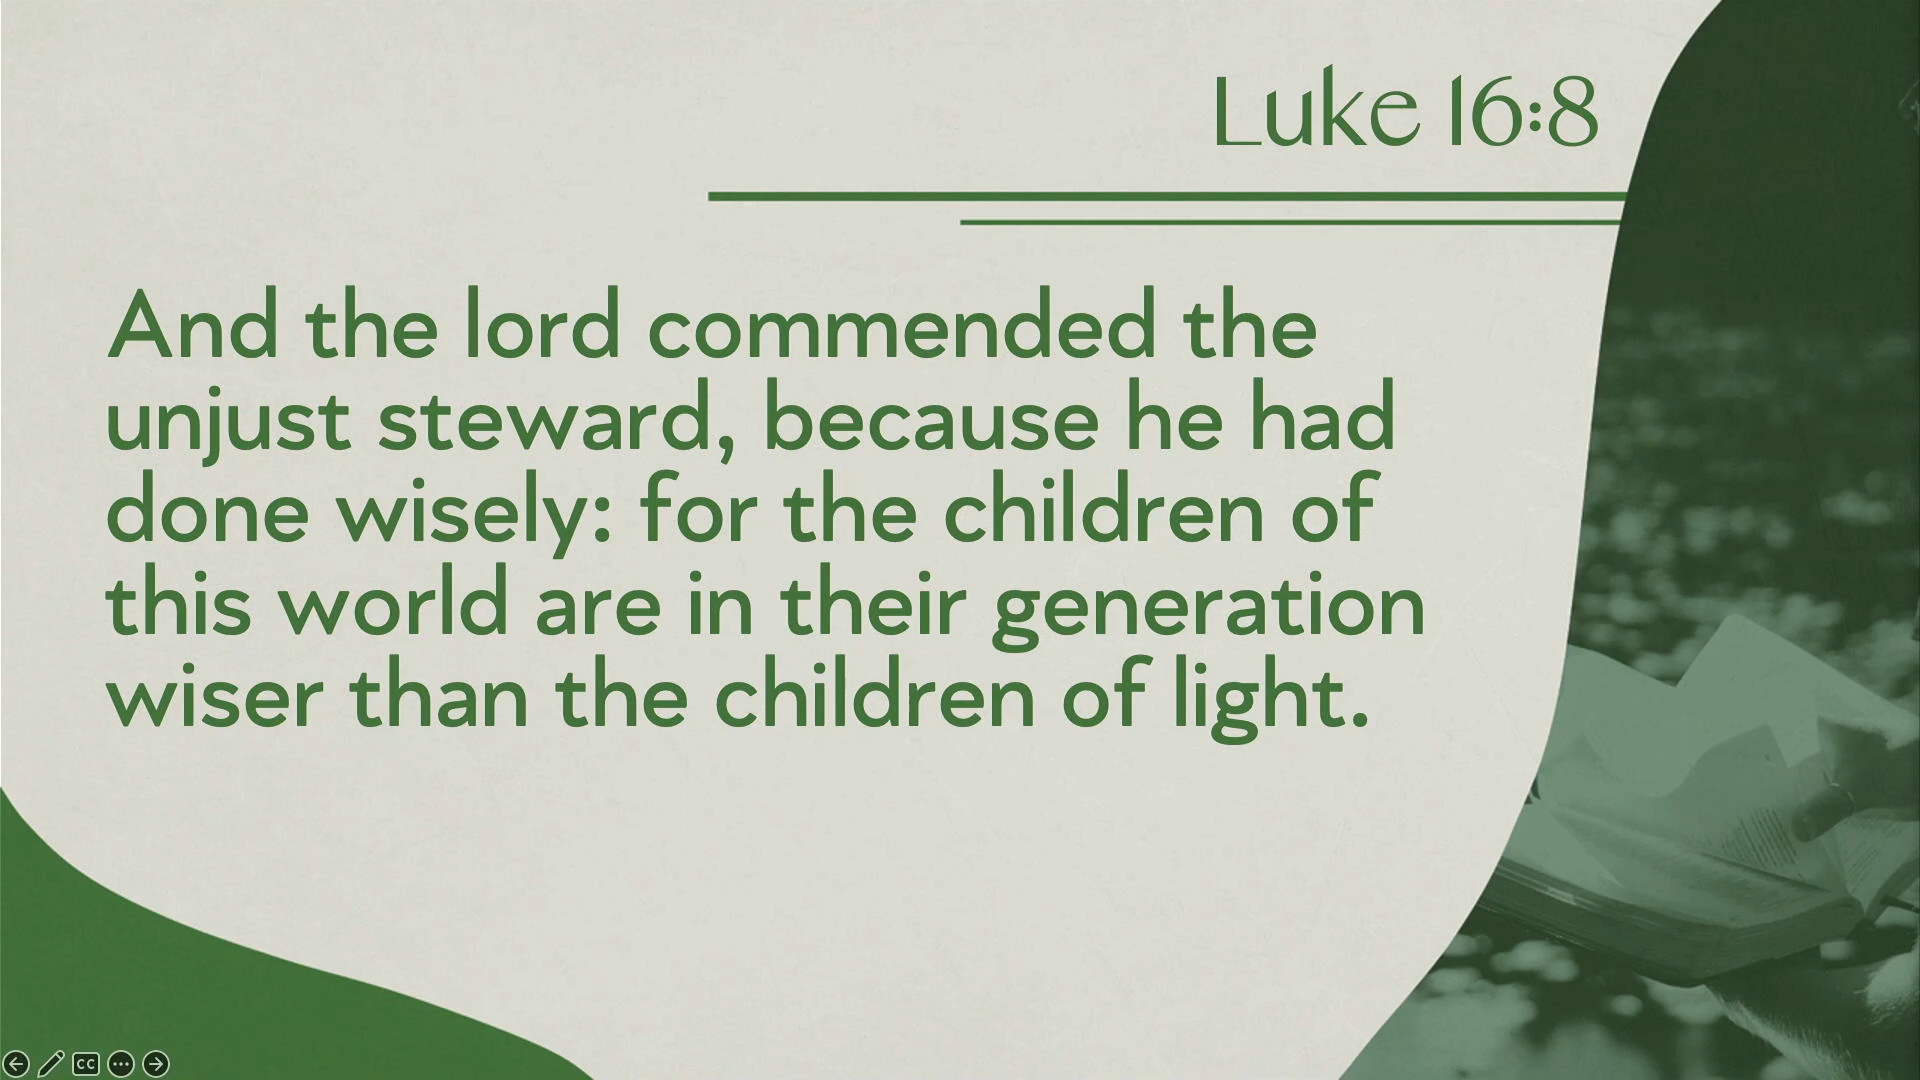 Luke 16:8
And the lord commended the
unjust steward, because he had
done wisely: for the children of
this world are in their generation
wiser than the children of light.
CC